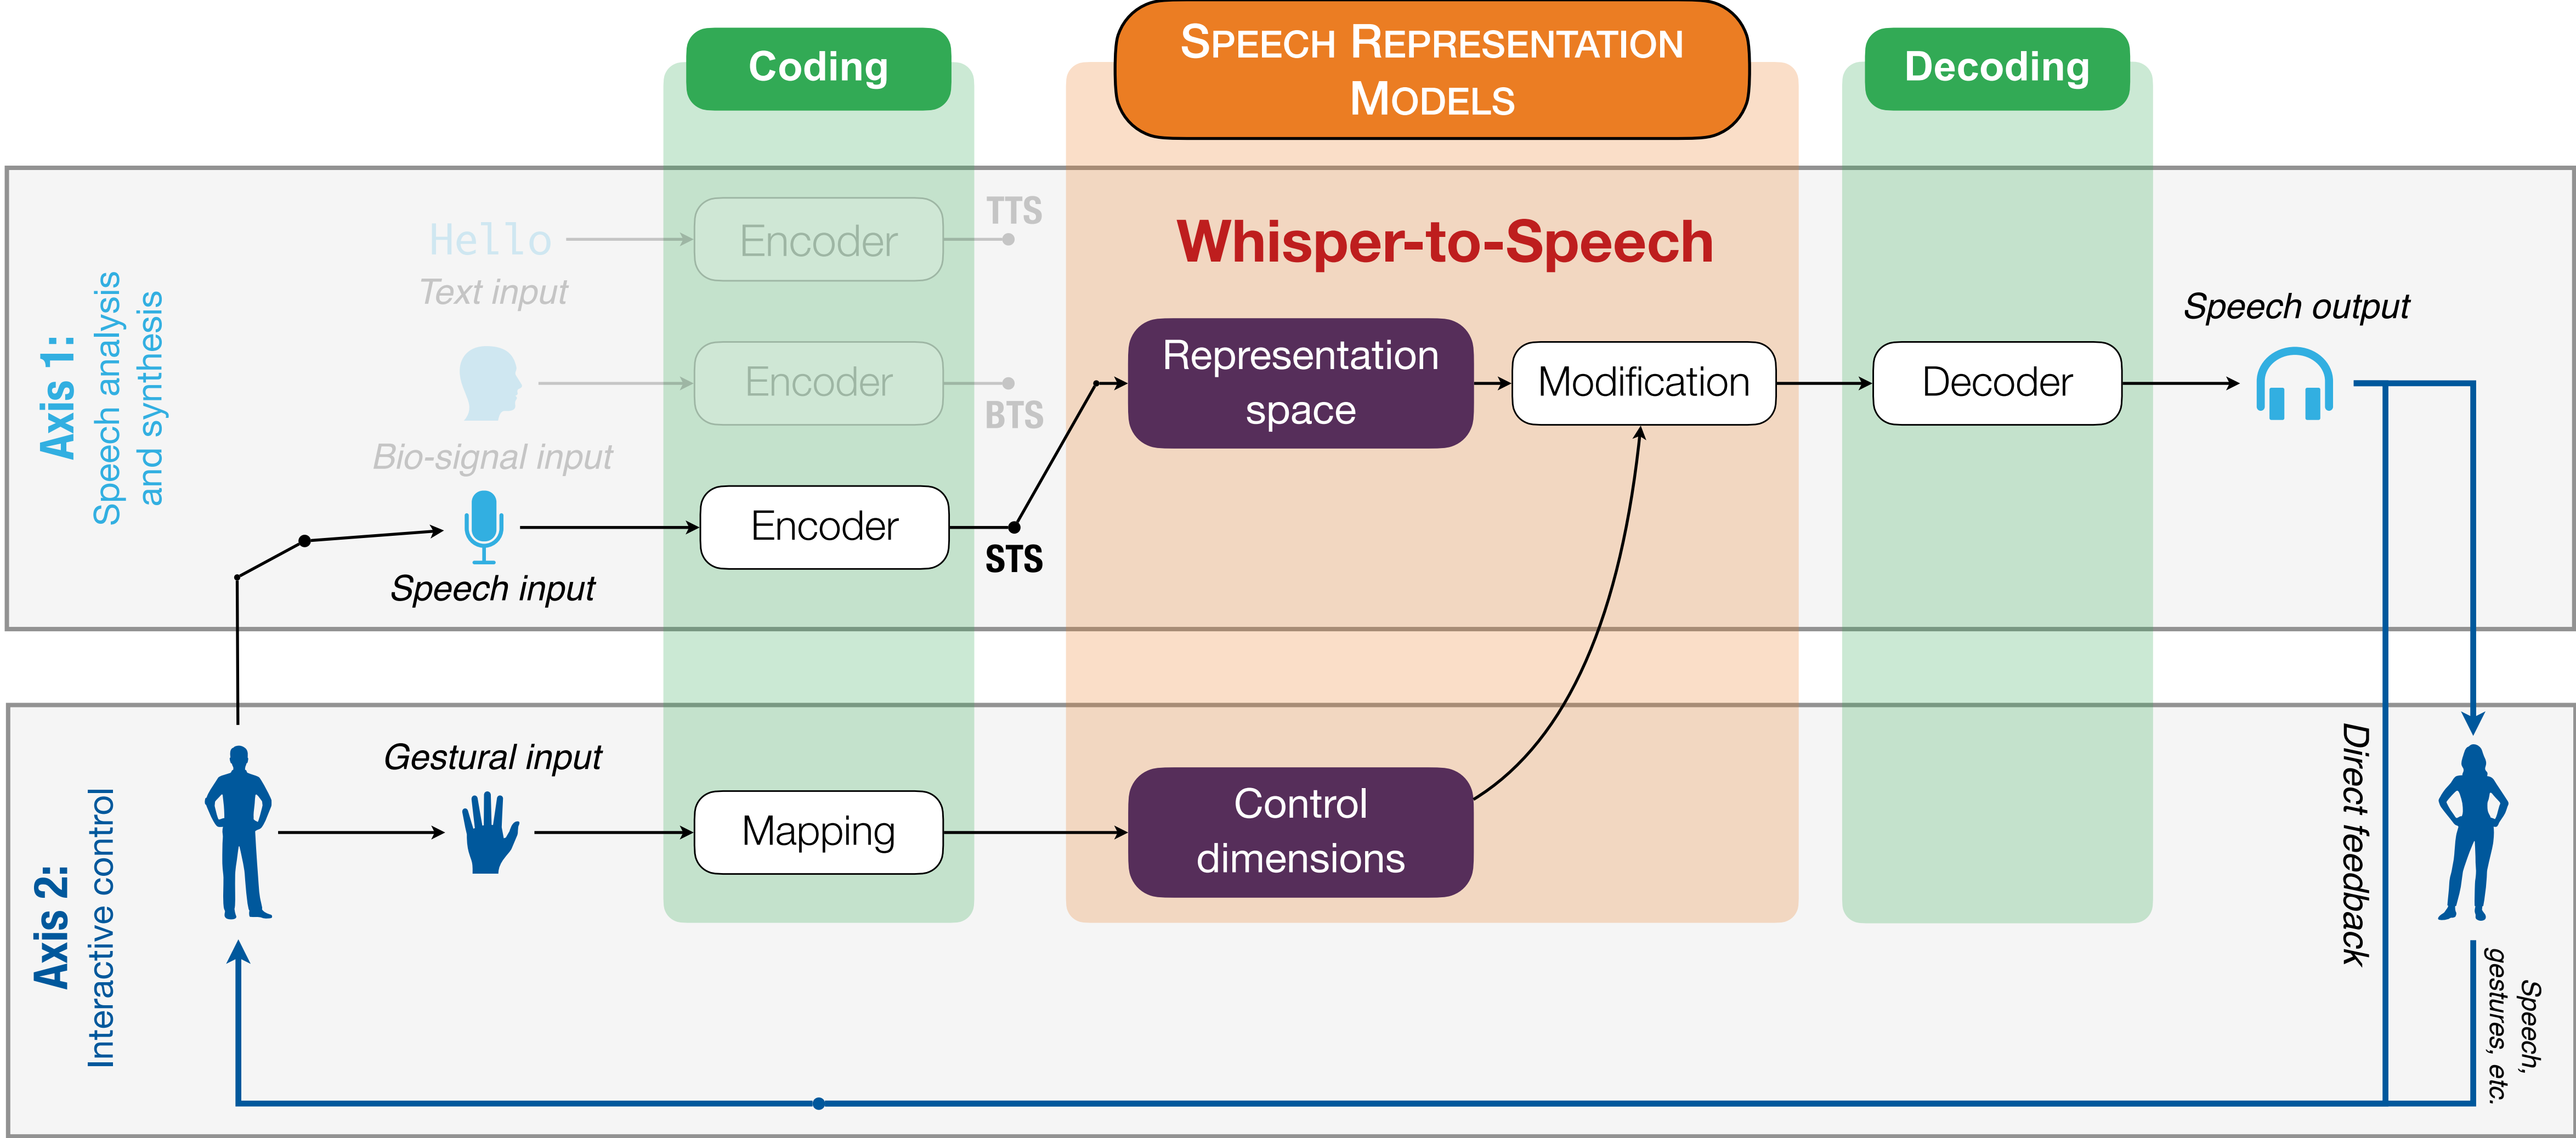 Coding
SPEECH REPRESENTATION
MODELS
Decoding
Axis 1:
Speech analysis
and synthesis
Hello
Text input
Encoder
TTS
Whisper-to-Speech
Bio-signal input
Encoder
BTS
Speech input
Encoder
STS
Representation
space
Modification
Decoder
Speech output
Axis 2:
Interactive control
Gestural input
Mapping
Control
dimensions
Direct feedback
Speech,
gestures, etc.